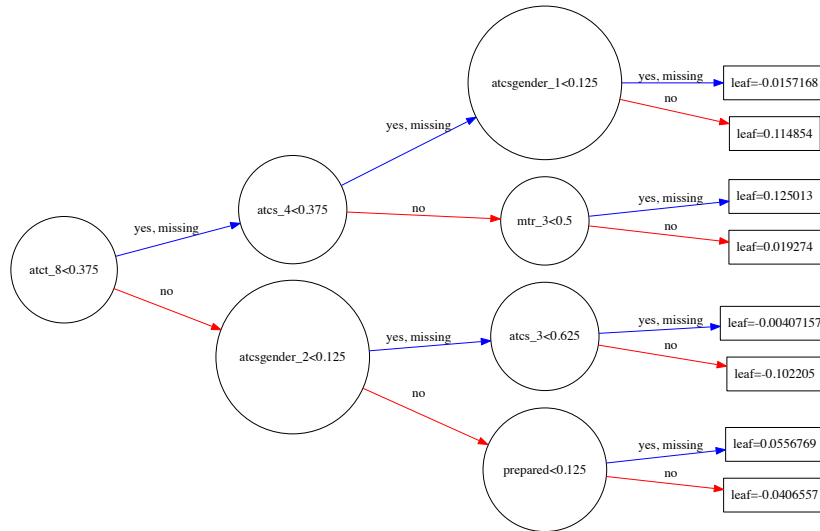 atcsgender_1<0.125
yes, missing
leaf=-0.0157168
no
leaf=0.114854
yes, missing
atcs_4<0.375
no
mtr_3<0.5
yes, missing
leaf=0.125013
no
leaf=0.019274
yes, missing
atct_8<0.375
no
atcsgender_2<0.125
yes, missing
atcs_3<0.625
yes, missing
leaf=-0.00407157
no
leaf=-0.102205
no
prepared<0.125
yes, missing
leaf=0.0556769
no
leaf=-0.0406557